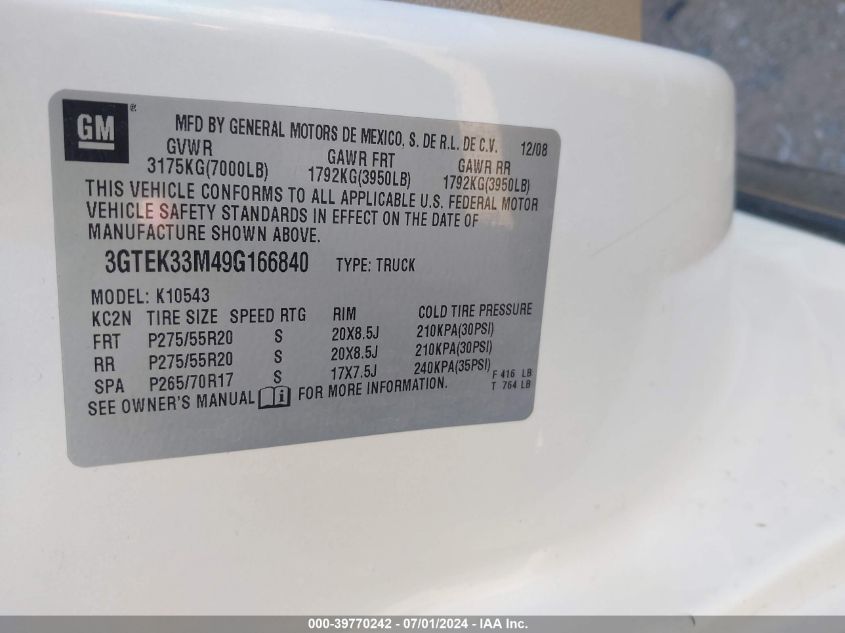 GM ®
MFD BY GENERAL MOTORS DE MEXICO, S. DE R.L. DE C.V. 12/08
GVWR GAWR FRT GAWR RR
3175KG(7000LB) 1792KG(3950LB) 1792KG(3950LB)
THIS VEHICLE CONFORMS TO ALL APPLICABLE U.S. FEDERAL MOTOR
VEHICLE SAFETY STANDARDS IN EFFECT ON THE DATE OF
MANUFACTURE SHOWN ABOVE.
3GTEK33M49G166840 TYPE: TRUCK
MODEL: K10543
KC2N TIRE SIZE SPEED RTG RIM COLD TIRE PRESSURE
FRT P275/55R20 S 20X8.5J 210KPA(30PSI)
RR P275/55R20 S 20X8.5J 210KPA(30PSI)
SPA P265/70R17 S 17X7.5J 240KPA(35PSI) F 416 LB
SEE OWNER'S MANUAL i FOR MORE INFORMATION. T 764 LB
000-39770242 - 07/01/2024 - IAA Inc.